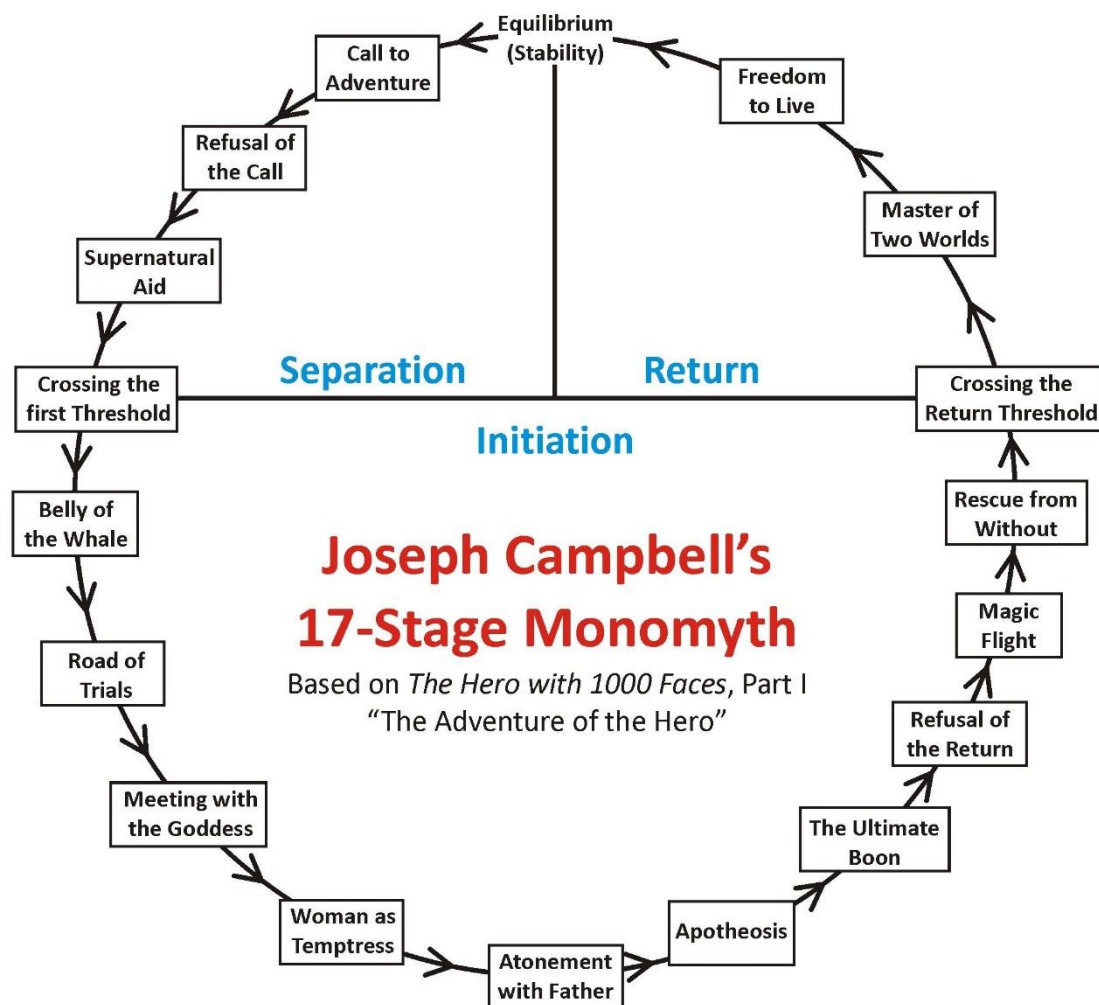 Equilibrium
(Stability)
Call to
Adventure
Refusal of
the Call
Supernatural
Aid
Crossing the
first Threshold
Belly of
the Whale
Road of
Trials
Meeting with
the Goddess
Woman as
Temptress
Atonement
with Father
Apotheosis
The Ultimate
Boon
Refusal of
the Return
Magic
Flight
Rescue from
Without
Crossing the
Return Threshold
Master of
Two Worlds
Freedom
to Live
Separation
Return
Initiation
Joseph Campbell’s
17-Stage Monomyth
Based on The Hero with 1000 Faces, Part I
“The Adventure of the Hero”